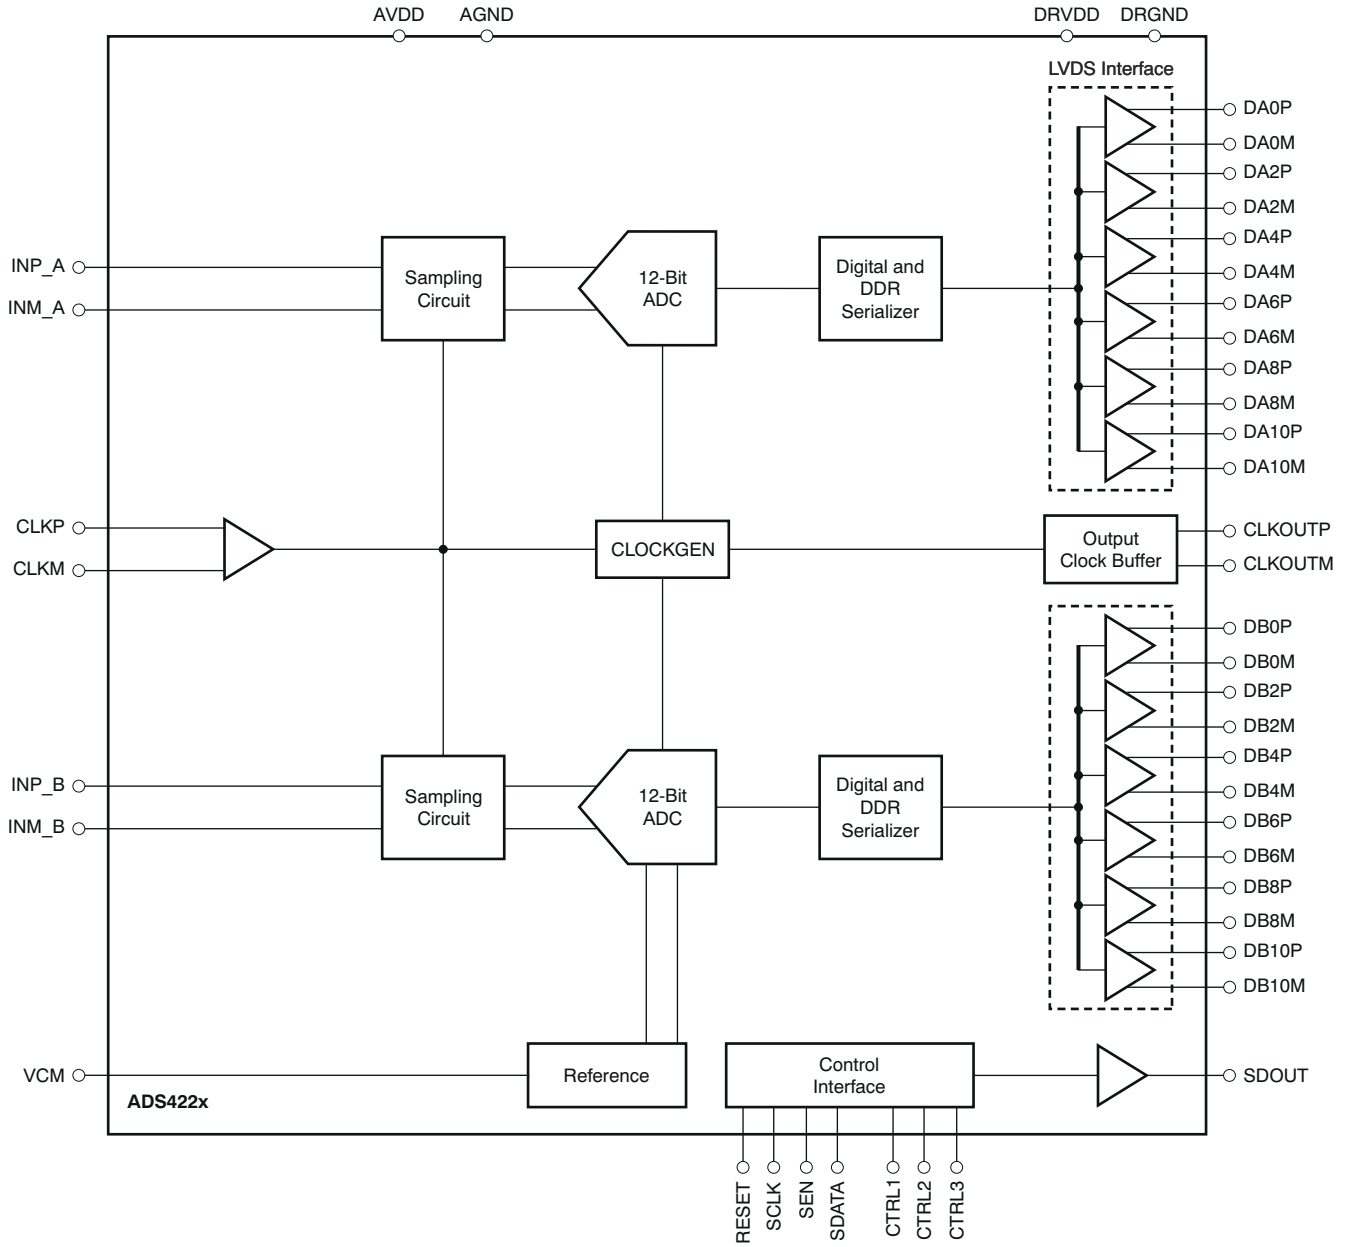 AVDD
AGND
DRVDD
DRGND
LVDS Interface
DA0P
DA0M
DA2P
DA2M
DA4P
DA4M
DA6P
DA6M
DA8P
DA8M
DA10P
DA10M
INP_A
INM_A
Sampling
Circuit
12-Bit
ADC
Digital and
DDR
Serializer
CLKP
CLKM
CLOCKGEN
Output
Clock Buffer
CLKOUTP
CLKOUTM
DB0P
DB0M
DB2P
DB2M
DB4P
DB4M
DB6P
DB6M
DB8P
DB8M
DB10P
DB10M
INP_B
INM_B
Sampling
Circuit
12-Bit
ADC
Digital and
DDR
Serializer
VCM
Reference
Control
Interface
SDOUT
ADS422x
RESET
SCLK
SEN
SDATA
CTRL1
CTRL2
CTRL3